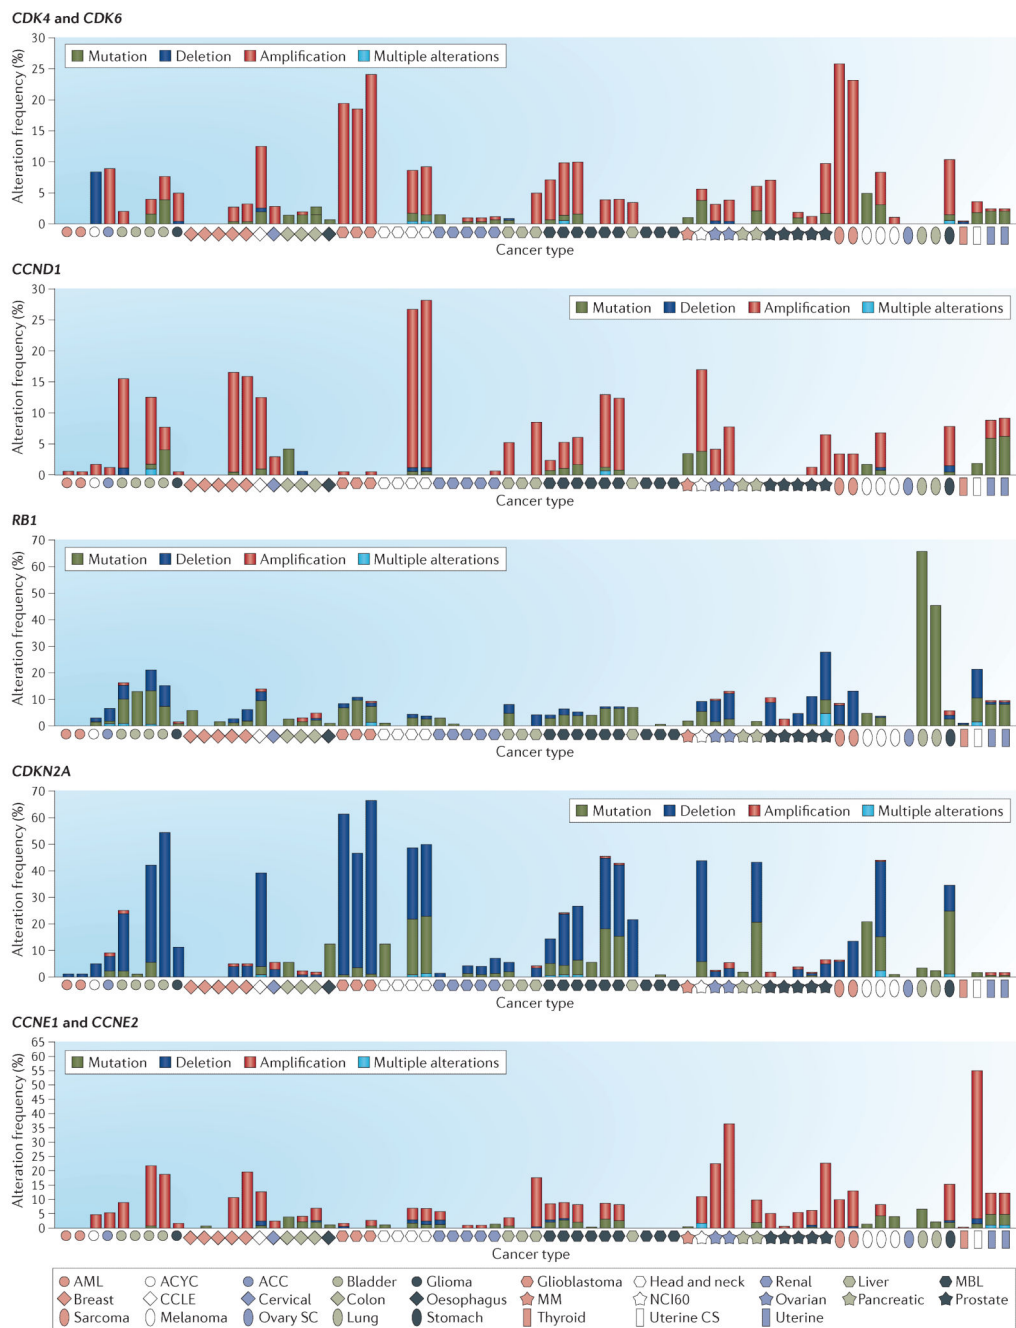 CDK4 and CDK6
Alteration frequency (%)
30
25
20
15
10
5
0
Mutation Deletion Amplification Multiple alterations
Cancer type
CCND1
Alteration frequency (%)
30
25
20
15
10
5
0
Mutation Deletion Amplification Multiple alterations
Cancer type
RB1
Alteration frequency (%)
70
60
50
40
30
20
10
0
Mutation Deletion Amplification Multiple alterations
Cancer type
CDKN2A
Alteration frequency (%)
70
60
50
40
30
20
10
0
Mutation Deletion Amplification Multiple alterations
Cancer type
CCNE1 and CCNE2
Alteration frequency (%)
65
60
55
50
45
40
35
30
25
20
15
10
5
0
Mutation Deletion Amplification Multiple alterations
Cancer type
AML ACYC ACC Bladder Glioma Glioblastoma Head and neck Renal Liver MBL
Breast CCLE Cervical Colon Oesophagus MM NCI60 Ovarian Pancreatic Prostate
Sarcoma Melanoma Ovary SC Lung Stomach Thyroid Uterine CS Uterine